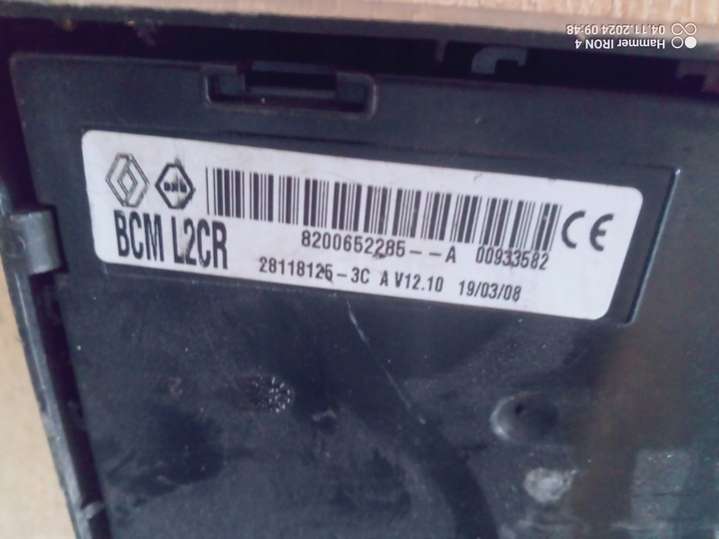 Hammer IRON 4
04.11.2024 09:48
BCM L2CR
8200652285--A 00933582
28118125-3C A V12.10 19/03/08
CE